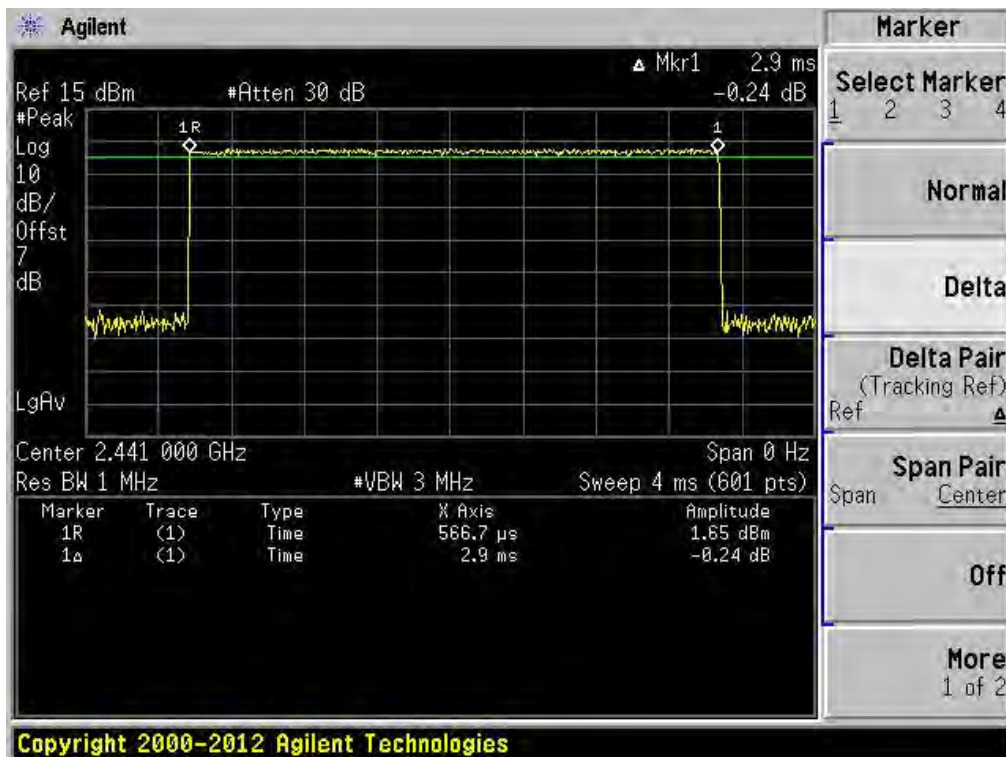 Agilent
Marker
Δ Mkr1 2.9 ms
Ref 15 dBm #Atten 30 dB -0.24 dB
#Peak
Log
10
dB/
Offst
7
dB
LgAv
1R
1
Center 2.441 000 GHz Span 0 Hz
Res BW 1 MHz #VBW 3 MHz Sweep 4 ms (601 pts)
Marker Trace Type X Axis Amplitude
1R (1) Time 566.7 µs 1.65 dBm
1Δ (1) Time 2.9 ms -0.24 dB
Select Marker
1 2 3 4
Normal
Delta
Delta Pair
(Tracking Ref)
Ref Δ
Span Pair
Span Center
Off
More
1 of 2
Copyright 2000-2012 Agilent Technologies